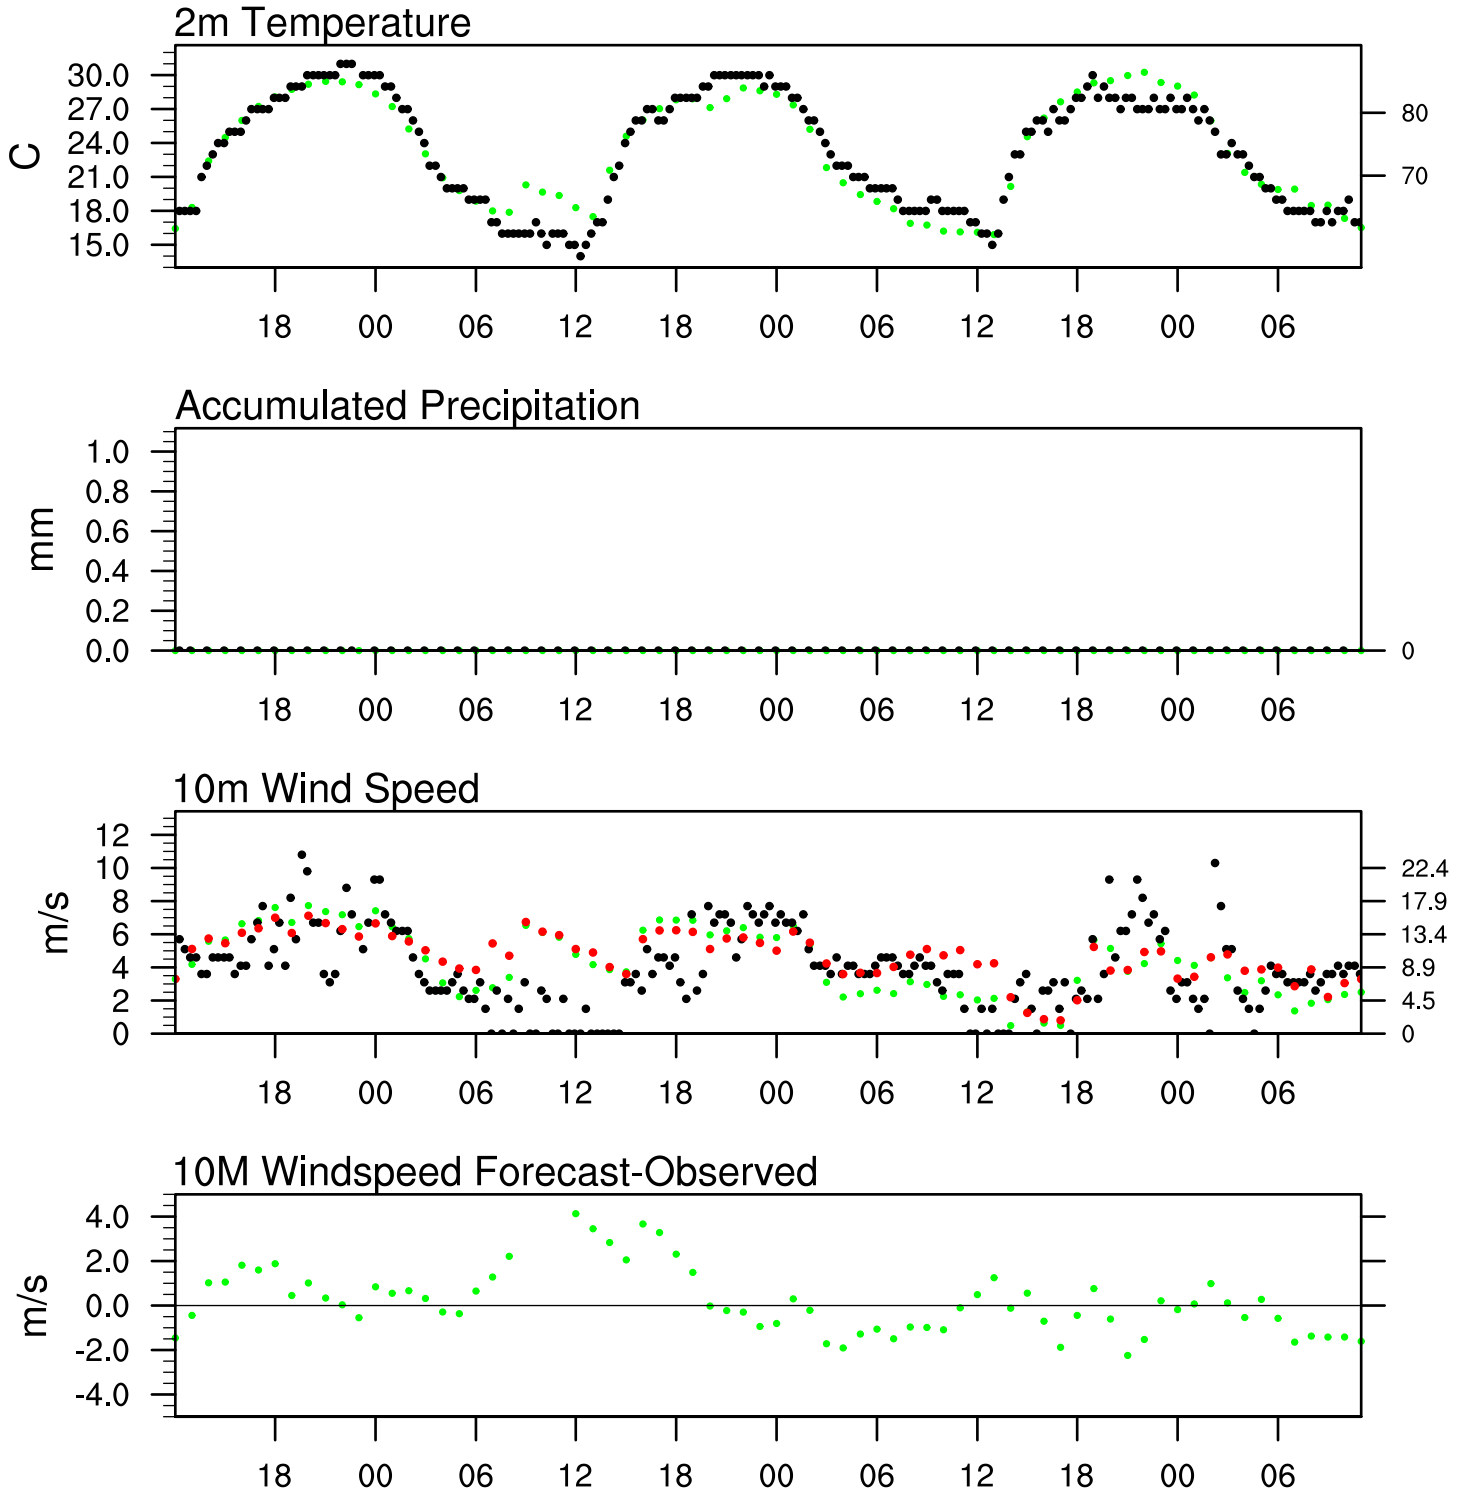 2m Temperature
C
30.0
27.0
24.0
21.0
18.0
15.0
80
70
18 00 06 12 18 00 06 12 18 00 06
Accumulated Precipitation
mm
1.0
0.8
0.6
0.4
0.2
0.0
0
18 00 06 12 18 00 06 12 18 00 06
10m Wind Speed
m/s
12
10
8
6
4
2
0
22.4
17.9
13.4
8.9
4.5
0
18 00 06 12 18 00 06 12 18 00 06
10M Windspeed Forecast-Observed
m/s
4.0
2.0
0.0
-2.0
-4.0
18 00 06 12 18 00 06 12 18 00 06